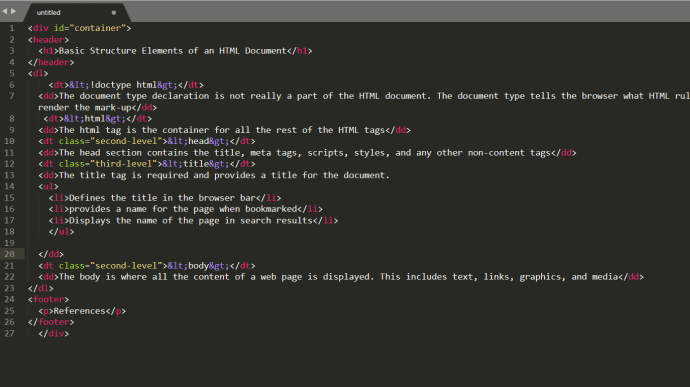 untitled
1 <div id="container">
2 <header>
3 <h1>Basic Structure Elements of an HTML Document</h1>
4 </header>
5 <dl>
6 <dt>&lt;!doctype html&gt;</dt>
7 <dd>The document type declaration is not really a part of the HTML document. The document type tells the browser what HTML rul
render the mark-up</dd>
8 <dt>&lt;html&gt;</dt>
9 <dd>The html tag is the container for all the rest of the HTML tags</dd>
10 <dt class="second-level">&lt;head&gt;</dt>
11 <dd>The head section contains the title, meta tags, scripts, styles, and any other non-content tags</dd>
12 <dt class="third-level">&lt;title&gt;</dt>
13 <dd>The title tag is required and provides a title for the document.
14 <ul>
15 <li>Defines the title in the browser bar</li>
16 <li>provides a name for the page when bookmarked</li>
17 <li>Displays the name of the page in search results</li>
18 </ul>
19
20 </dd>
21 <dt class="second-level">&lt;body&gt;</dt>
22 <dd>The body is where all the content of a web page is displayed. This includes text, links, graphics, and media</dd>
23 </dl>
24 <footer>
25 <p>References</p>
26 </footer>
27 </div>